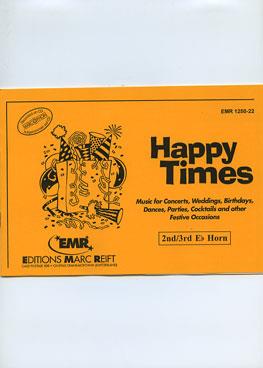 EMR 1250-22
Happy
Times
Music for Concerts, Weddings, Birthdays,
Dances, Parties, Cocktails and other
Festive Occasions
2nd/3rd E♭ Horn
EMR
EDITIONS MARC REIFT